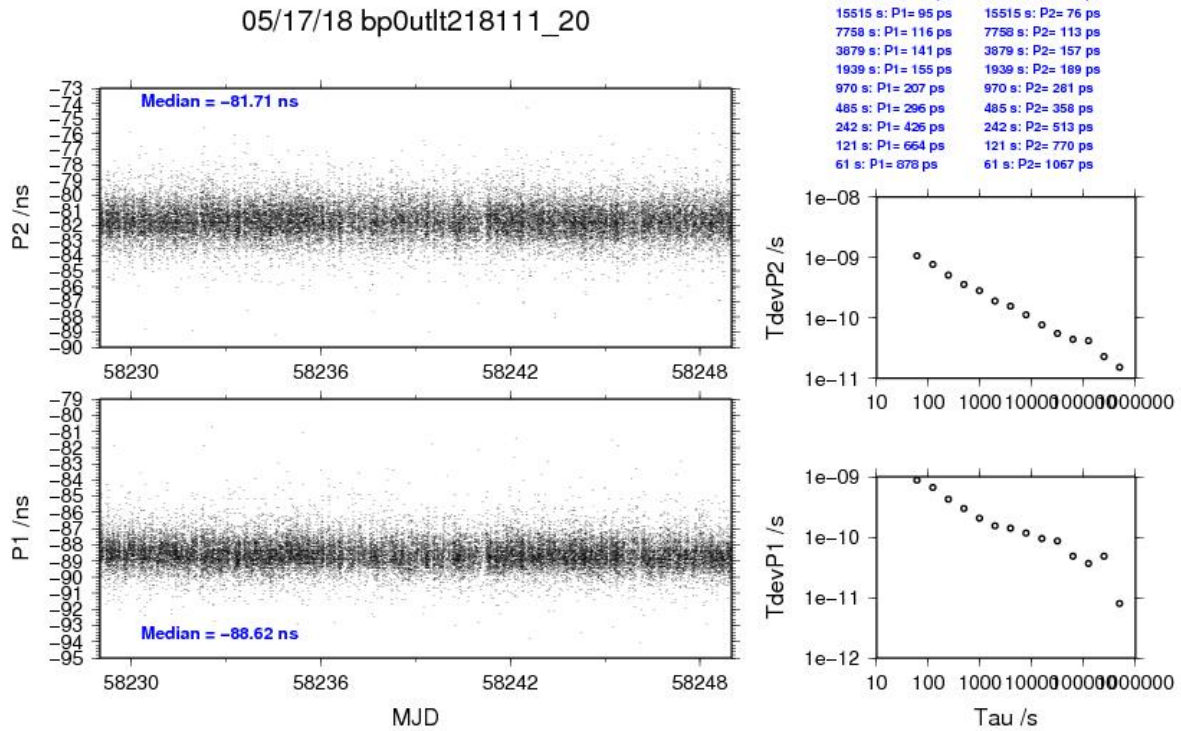 05/17/18 bp0utlt218111_20
15515 s: P1= 95 ps 15515 s: P2= 76 ps
7758 s: P1= 116 ps 7758 s: P2= 113 ps
3879 s: P1= 141 ps 3879 s: P2= 157 ps
1939 s: P1= 155 ps 1939 s: P2= 189 ps
970 s: P1= 207 ps 970 s: P2= 281 ps
485 s: P1= 296 ps 485 s: P2= 358 ps
242 s: P1= 426 ps 242 s: P2= 513 ps
121 s: P1= 664 ps 121 s: P2= 770 ps
61 s: P1= 878 ps 61 s: P2= 1067 ps
P2 /ns
−73
−74
−75
−76
−77
−78
−79
−80
−81
−82
−83
−84
−85
−86
−87
−88
−89
−90
Median = −81.71 ns
58230 58236 58242 58248
TdevP2 /s
1e−08
1e−09
1e−10
1e−11
10 100 1000 10000 100000 1000000
P1 /ns
−79
−80
−81
−82
−83
−84
−85
−86
−87
−88
−89
−90
−91
−92
−93
−94
−95
Median = −88.62 ns
58230 58236 58242 58248
MJD
TdevP1 /s
1e−09
1e−10
1e−11
1e−12
10 100 1000 10000 100000 1000000
Tau /s